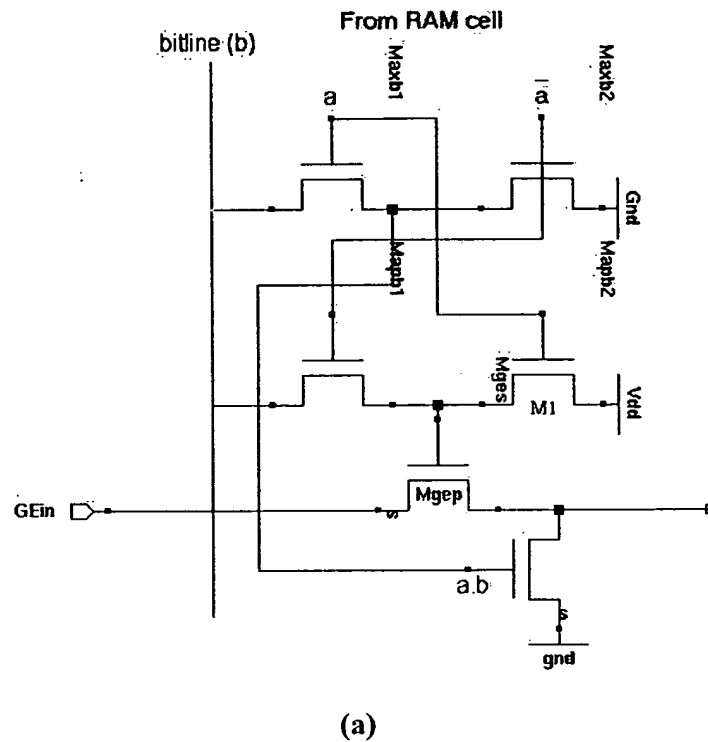 From RAM cell
bitline (b)
Maxb1
Maxb2
a
a̅
Gnd
Mapb1
Mapb2
Mges
M1
Vdd
GEin
Mgep
s
a.b
s
gnd
(a)